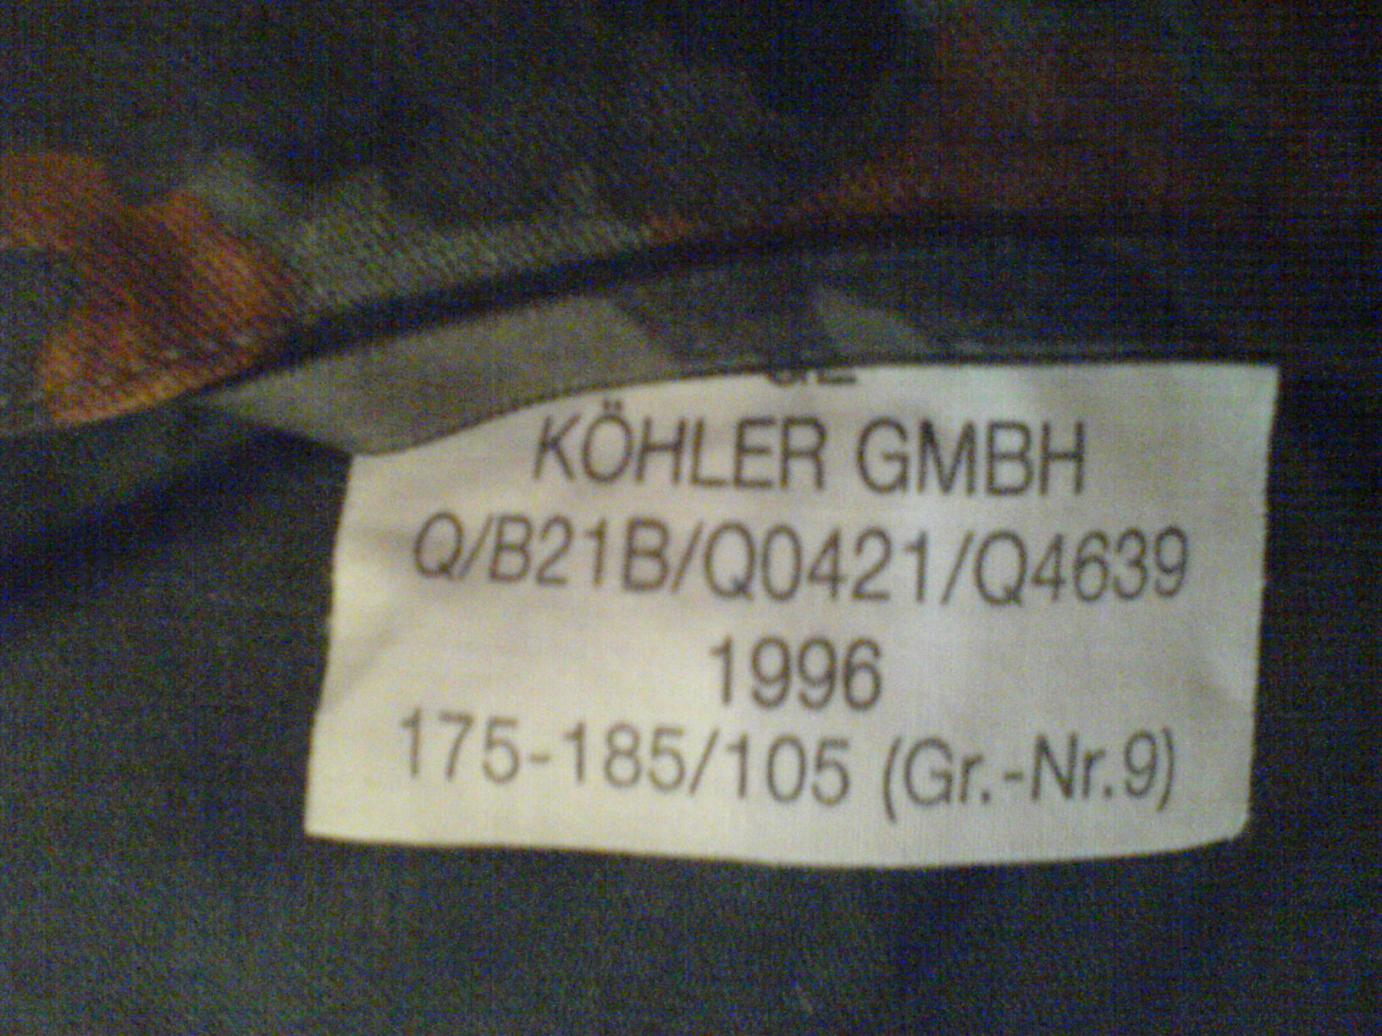 KÖHLER GMBH
Q/B21B/Q0421/Q4639
1996
175-185/105 (Gr.-Nr.9)